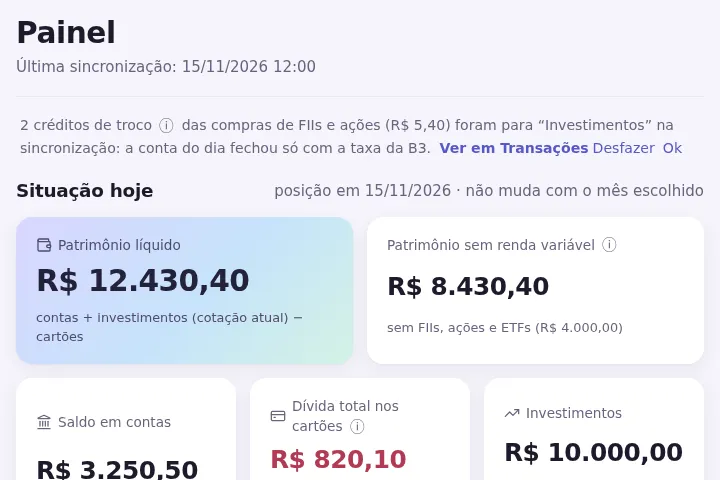 Painel
Última sincronização: 15/11/2026 12:00
2 créditos de troco ⓘ das compras de FIIs e ações (R$ 5,40) foram para “Investimentos” na
sincronização: a conta do dia fechou só com a taxa da B3. Ver em Transações Desfazer Ok
Situação hoje
posição em 15/11/2026 · não muda com o mês escolhido
Patrimônio líquido
R$ 12.430,40
contas + investimentos (cotação atual) −
cartões
Patrimônio sem renda variável ⓘ
R$ 8.430,40
sem FIIs, ações e ETFs (R$ 4.000,00)
Saldo em contas
R$ 3.250,50
Dívida total nos
cartões ⓘ
R$ 820,10
Investimentos
R$ 10.000,00